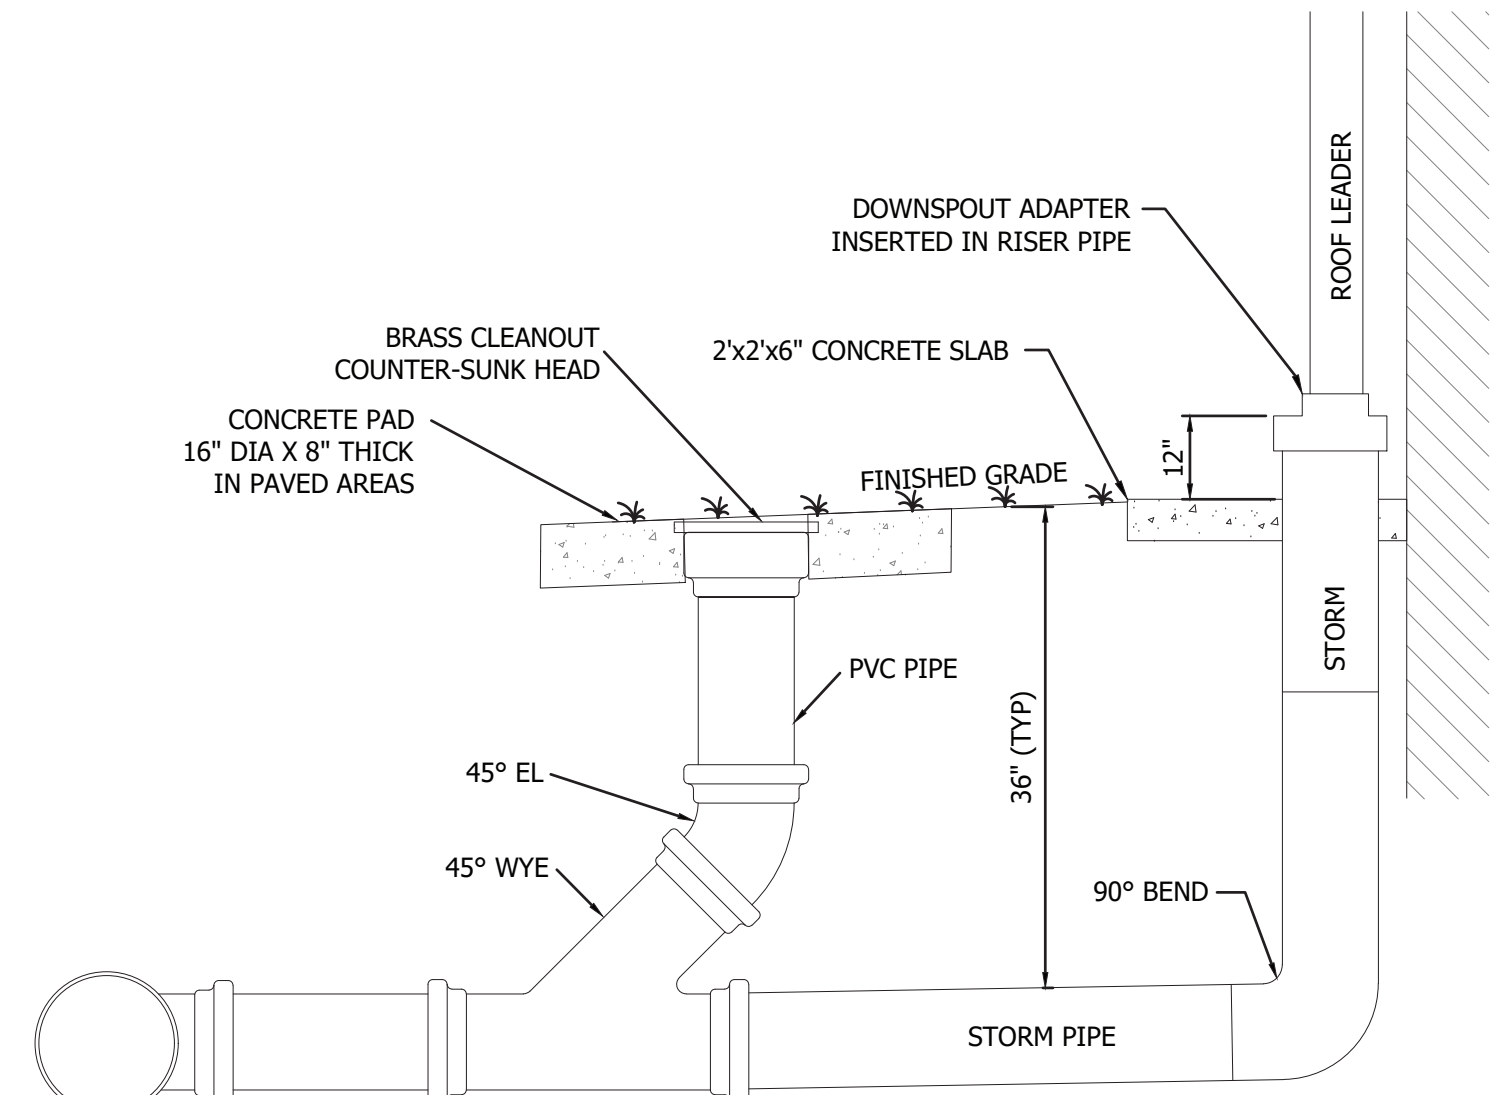 ROOF LEADER
DOWNSPOUT ADAPTER
INSERTED IN RISER PIPE
BRASS CLEANOUT
COUNTER-SUNK HEAD
2'x2'x6" CONCRETE SLAB
CONCRETE PAD
16" DIA X 8" THICK
IN PAVED AREAS
FINISHED GRADE
12"
STORM
PVC PIPE
36" (TYP)
45° EL
45° WYE
90° BEND
STORM PIPE